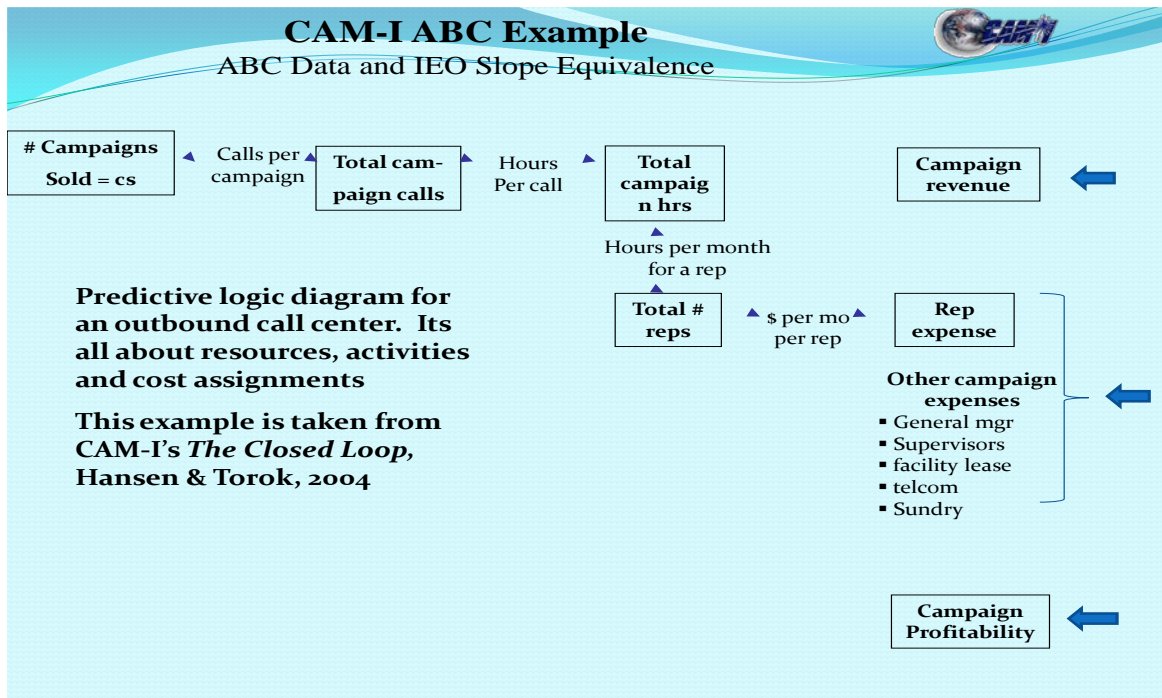 CAM-I ABC Example
ABC Data and IEO Slope Equivalence
CAM-I
# Campaigns
Sold = cs
Calls per
campaign
Total cam-
paign calls
Hours
Per call
Total
campaig
n hrs
Campaign
revenue
Hours per month
for a rep
Total #
reps
$ per mo
per rep
Rep
expense
Predictive logic diagram for
an outbound call center. Its
all about resources, activities
and cost assignments
This example is taken from
CAM-I's The Closed Loop,
Hansen & Torok, 2004
Other campaign
expenses
▪ General mgr
▪ Supervisors
▪ facility lease
▪ telcom
▪ Sundry
Campaign
Profitability